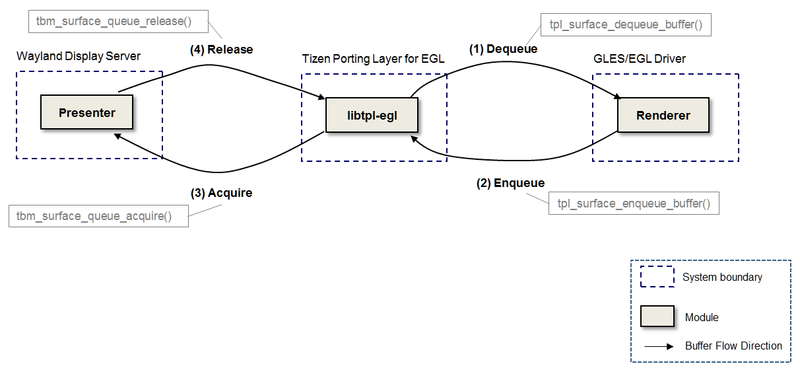 tbm_surface_queue_release()
tpl_surface_dequeue_buffer()
(4) Release
(1) Dequeue
Wayland Display Server
Tizen Porting Layer for EGL
GLES/EGL Driver
Presenter
libtpl-egl
Renderer
(3) Acquire
(2) Enqueue
tbm_surface_queue_acquire()
tpl_surface_enqueue_buffer()
System boundary
Module
Buffer Flow Direction